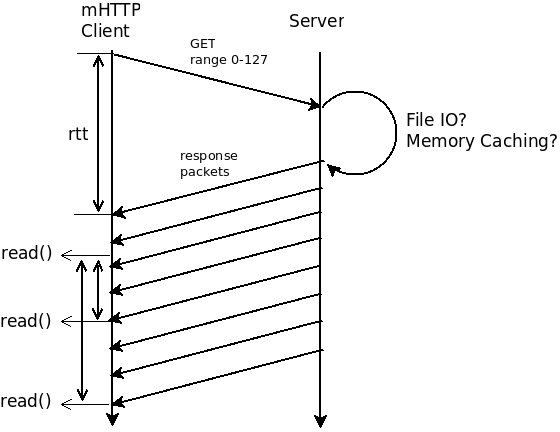 mHTTP
Client
Server
GET
range 0-127
File IO?
Memory Caching?
rtt
response
packets
read()
read()
read()